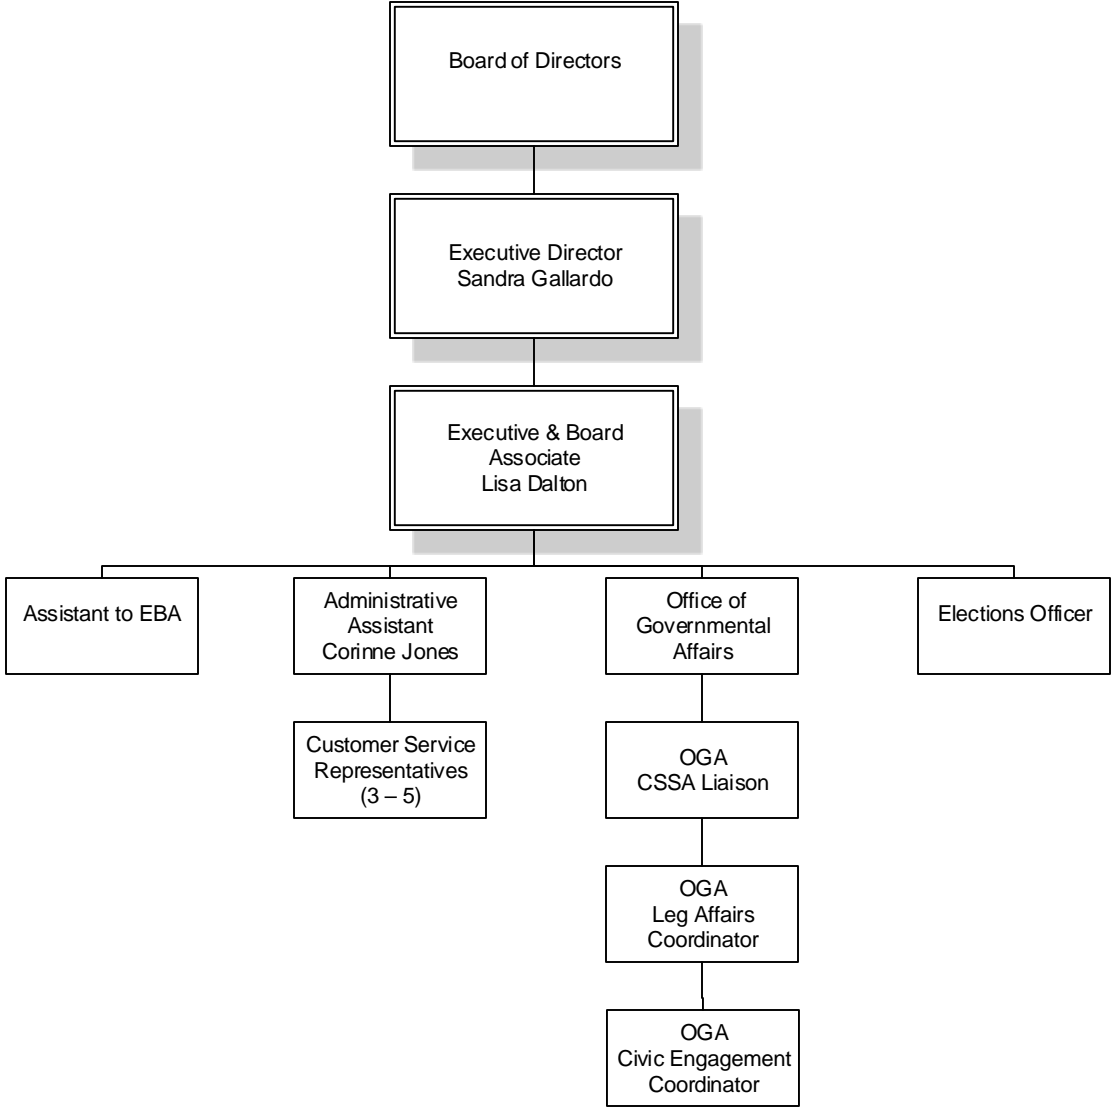 Board of Directors
Executive Director
Sandra Gallardo
Executive & Board
Associate
Lisa Dalton
Assistant to EBA
Administrative
Assistant
Corinne Jones
Office of
Governmental
Affairs
Elections Officer
Customer Service
Representatives
(3 – 5)
OGA
CSSA Liaison
OGA
Leg Affairs
Coordinator
OGA
Civic Engagement
Coordinator